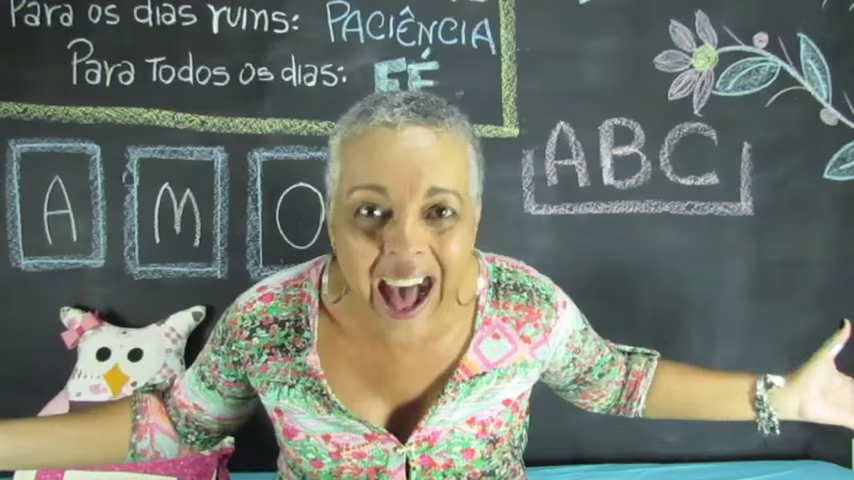 Para os dias ruins: PACIÊNCIA
Para Todos os dias: FÉ
A M O
ABC